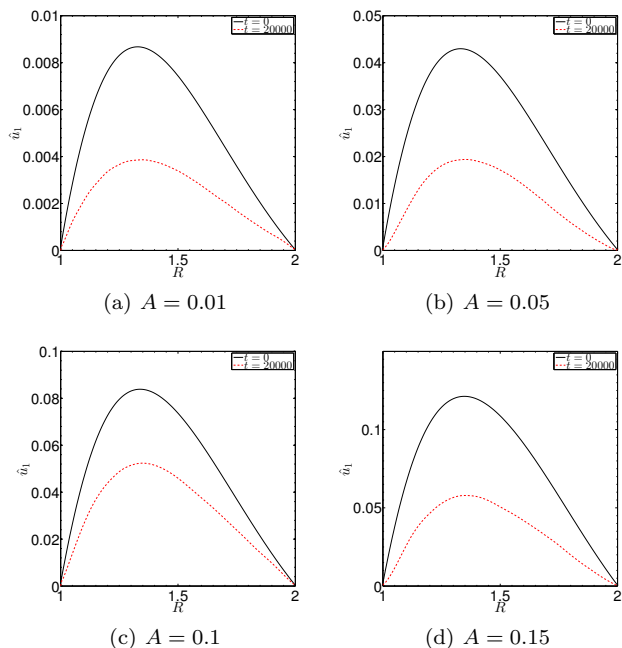 0.01
0.008
0.006
0.004
0.002
0
û₁
t = 0
t = 20000
1
1.5
2
R
(a) A = 0.01
0.05
0.04
0.03
0.02
0.01
0
û₁
t = 0
t = 20000
1
1.5
2
R
(b) A = 0.05
0.1
0.08
0.06
0.04
0.02
0
û₁
t = 0
t = 20000
1
1.5
2
R
(c) A = 0.1
0.1
0.05
0
û₁
t = 0
t = 20000
1
1.5
2
R
(d) A = 0.15